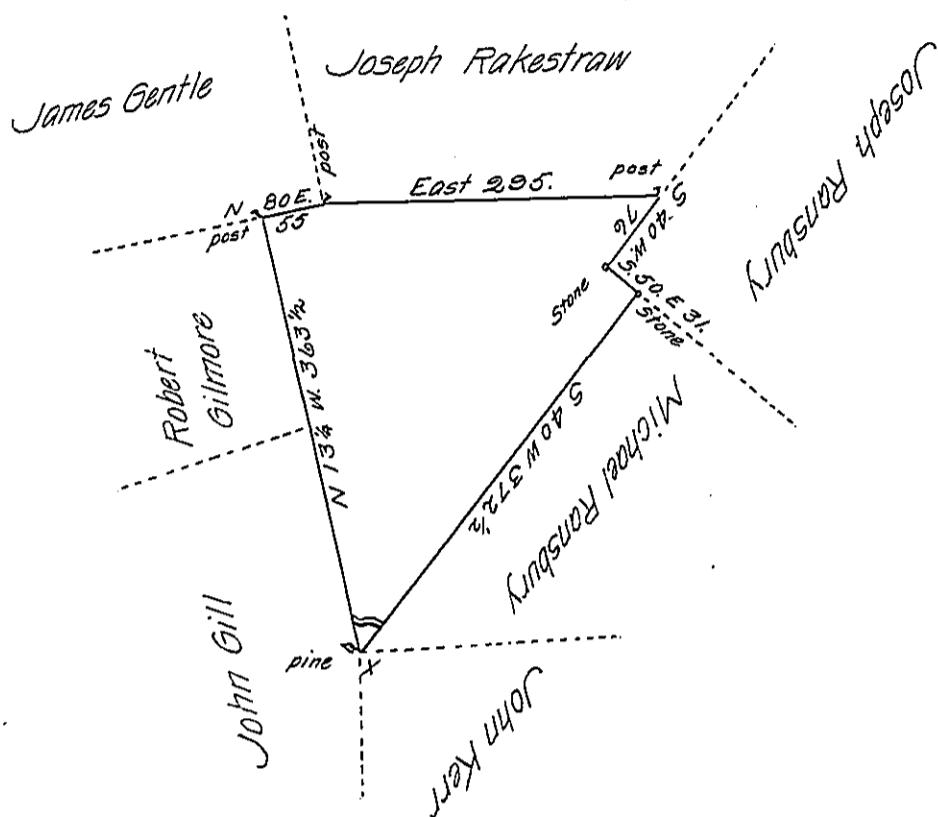 Joseph Rakestraw
James Gentle
Joseph Ransbury
post
post
East 295.
N 80 E.
55
post
S 40 W.
76
S. 50. E 31.
Stone
Stone
Robert
Gilmore
N 13¼ W. 363½
S 40 W 372½
Michael Ransbury
John Gill
pine
X
John Kerr